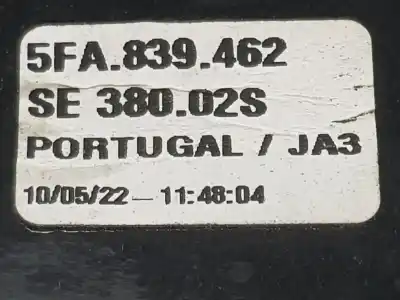 5FA.839.462
SE 380.02S
PORTUGAL / JA3
10/05/22 - 11:48:04